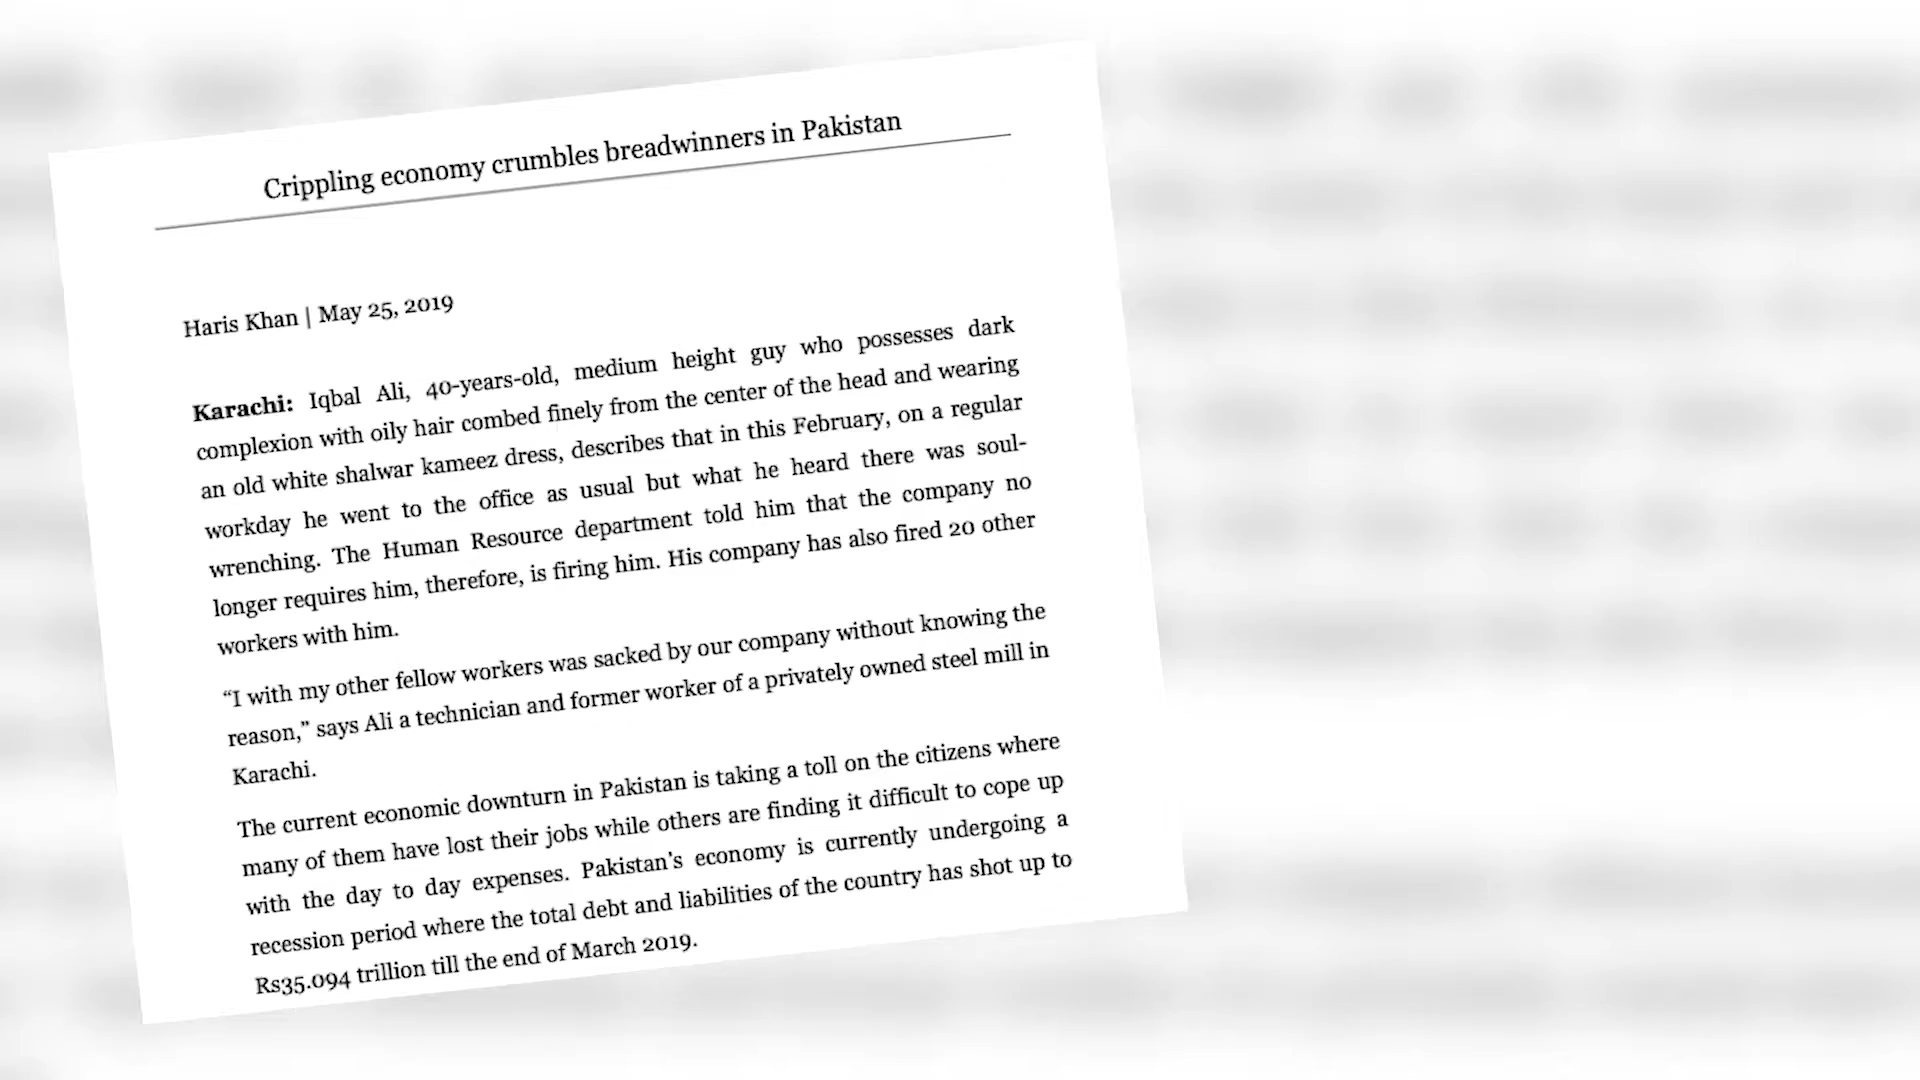 Crippling economy crumbles breadwinners in Pakistan
Haris Khan | May 25, 2019
Karachi: Iqbal Ali, 40-years-old, medium height guy who possesses dark
complexion with oily hair combed finely from the center of the head and wearing
an old white shalwar kameez dress, describes that in this February, on a regular
workday he went to the office as usual but what he heard there was soul-
wrenching. The Human Resource department told him that the company no
longer requires him, therefore, is firing him. His company has also fired 20 other
workers with him.
“I with my other fellow workers was sacked by our company without knowing the
reason,” says Ali a technician and former worker of a privately owned steel mill in
Karachi.
The current economic downturn in Pakistan is taking a toll on the citizens where
many of them have lost their jobs while others are finding it difficult to cope up
with the day to day expenses. Pakistan’s economy is currently undergoing a
recession period where the total debt and liabilities of the country has shot up to
Rs35.094 trillion till the end of March 2019.